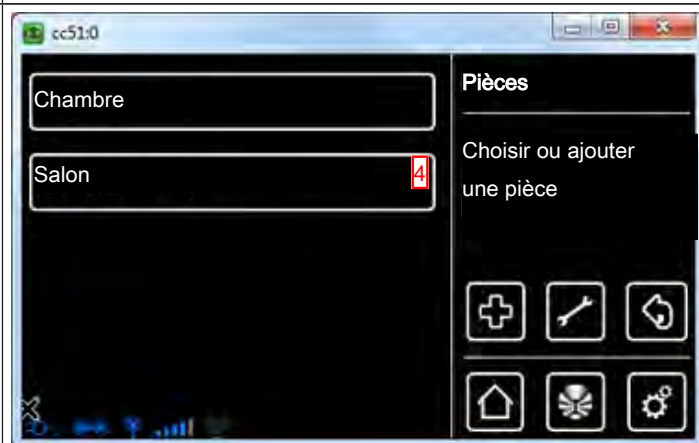 cc51:0
Chambre
Salon
4
Pièces
Choisir ou ajouter
une pièce